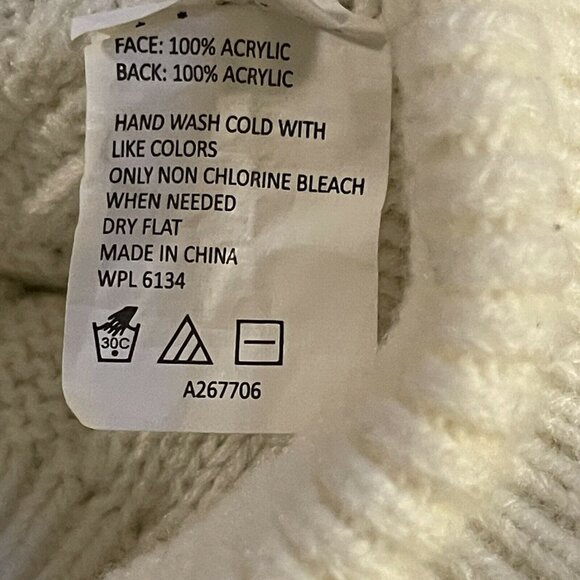 FACE: 100% ACRYLIC
BACK: 100% ACRYLIC
HAND WASH COLD WITH
LIKE COLORS
ONLY NON CHLORINE BLEACH
WHEN NEEDED
DRY FLAT
MADE IN CHINA
WPL 6134
30C
A267706